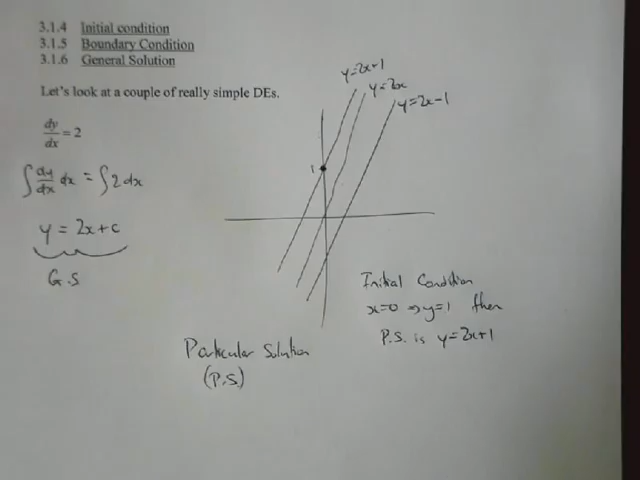 3.1.4 Initial condition
3.1.5 Boundary Condition
3.1.6 General Solution
Let's look at a couple of really simple DEs.
dy/dx = 2
∫ dy/dx dx = ∫ 2 dx
y = 2x + c
G.S
y=2x+1
y=2x
y=2x-1
1
Initial Condition
x=0 ⇒ y=1 then
P.S. is y=2x+1
Particular Solution
(P.S.)